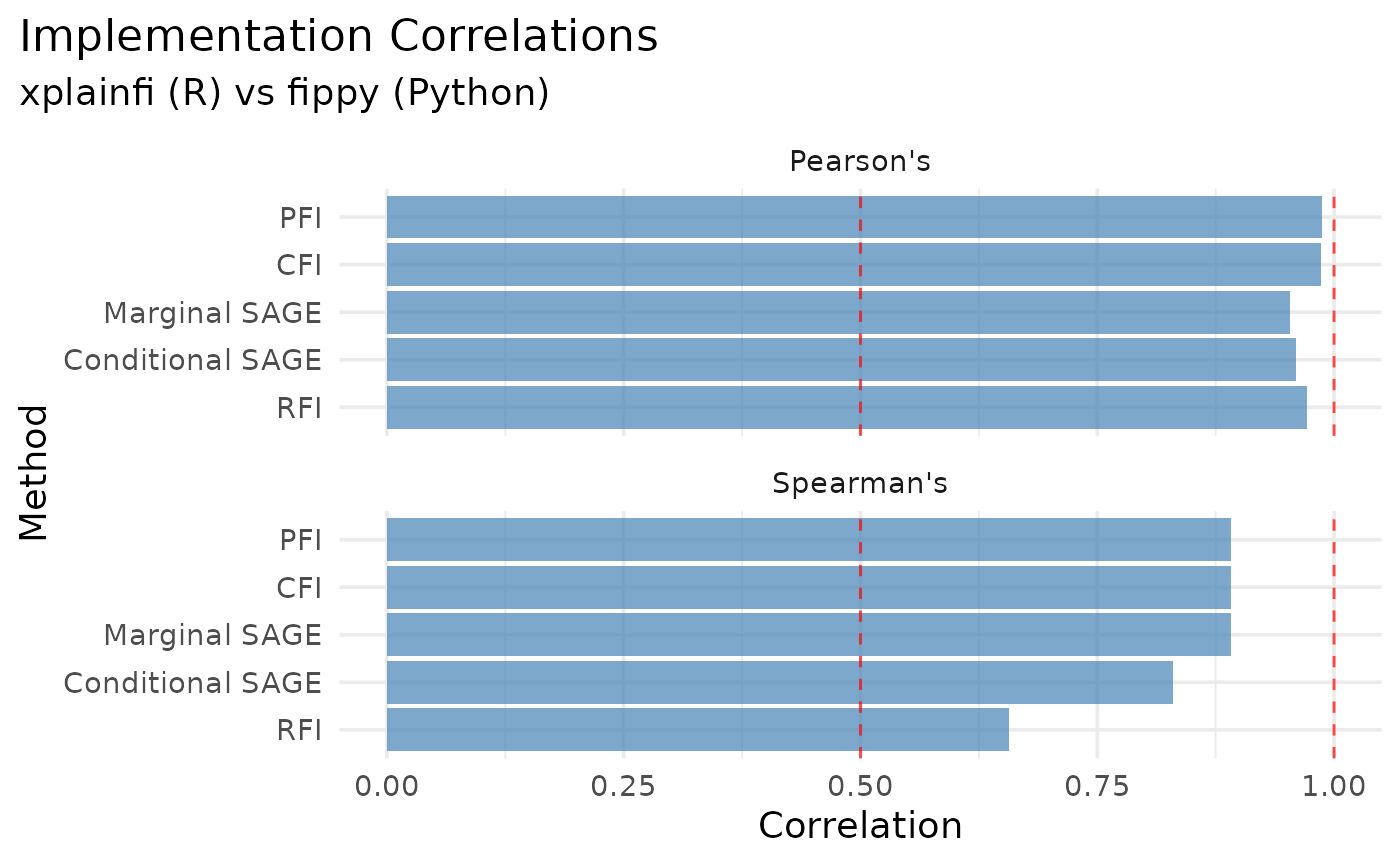 Implementation Correlations
xplainfi (R) vs fippy (Python)
Pearson's
PFI
CFI
Marginal SAGE
Conditional SAGE
RFI
Method
Spearman's
PFI
CFI
Marginal SAGE
Conditional SAGE
RFI
0.00 0.25 0.50 0.75 1.00
Correlation